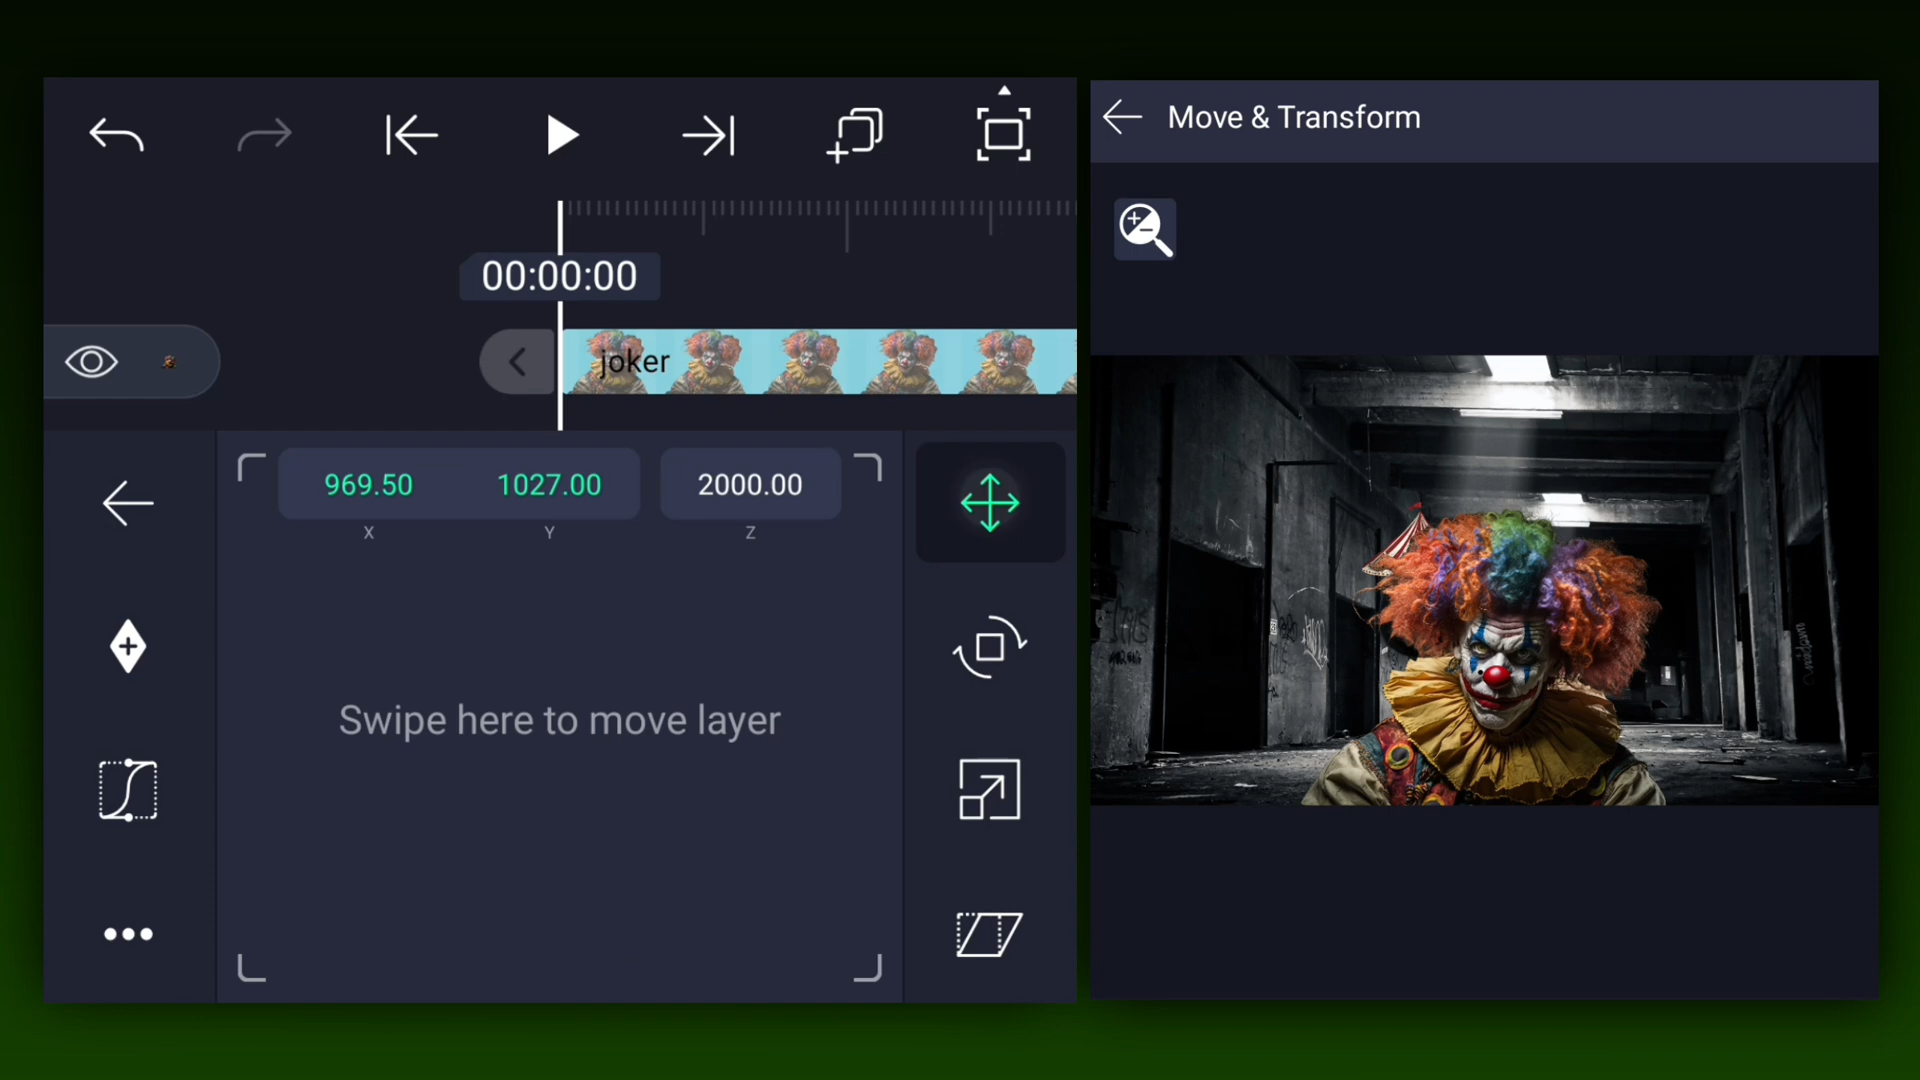 00:00:00
joker
969.50 1027.00 2000.00
X Y Z
Swipe here to move layer
Move & Transform